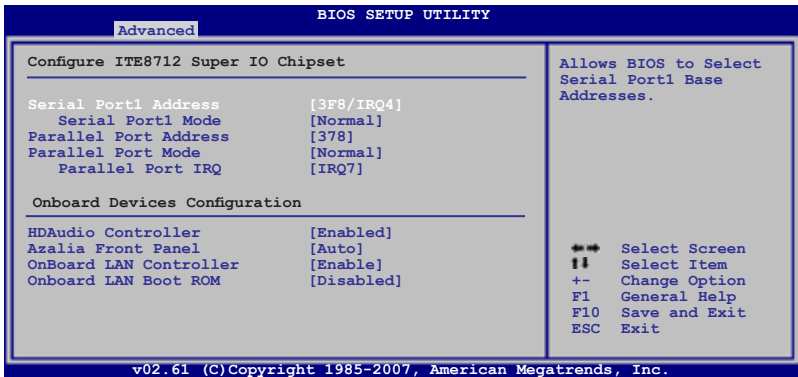 BIOS SETUP UTILITY
Advanced
Configure ITE8712 Super IO Chipset
Serial Port1 Address [3F8/IRQ4]
Serial Port1 Mode [Normal]
Parallel Port Address [378]
Parallel Port Mode [Normal]
Parallel Port IRQ [IRQ7]
Onboard Devices Configuration
HDAudio Controller [Enabled]
Azalia Front Panel [Auto]
OnBoard LAN Controller [Enable]
Onboard LAN Boot ROM [Disabled]
Allows BIOS to Select
Serial Port1 Base
Addresses.
Select Screen
Select Item
+- Change Option
F1 General Help
F10 Save and Exit
ESC Exit
v02.61 (C)Copyright 1985-2007, American Megatrends, Inc.